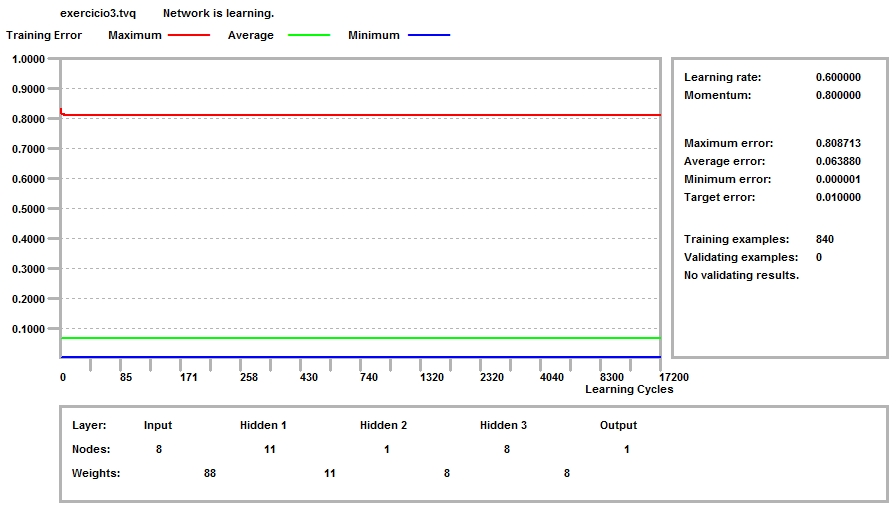 exercicio3.tvq Network is learning.
Training Error Maximum Average Minimum
1.0000
0.9000
0.8000
0.7000
0.6000
0.5000
0.4000
0.3000
0.2000
0.1000
0 85 171 258 430 740 1320 2320 4040 8300 17200
Learning Cycles
Learning rate: 0.600000
Momentum: 0.800000
Maximum error: 0.808713
Average error: 0.063880
Minimum error: 0.000001
Target error: 0.010000
Training examples: 840
Validating examples: 0
No validating results.
Layer: Input Hidden 1 Hidden 2 Hidden 3 Output
Nodes: 8 11 1 8 1
Weights: 88 11 8 8